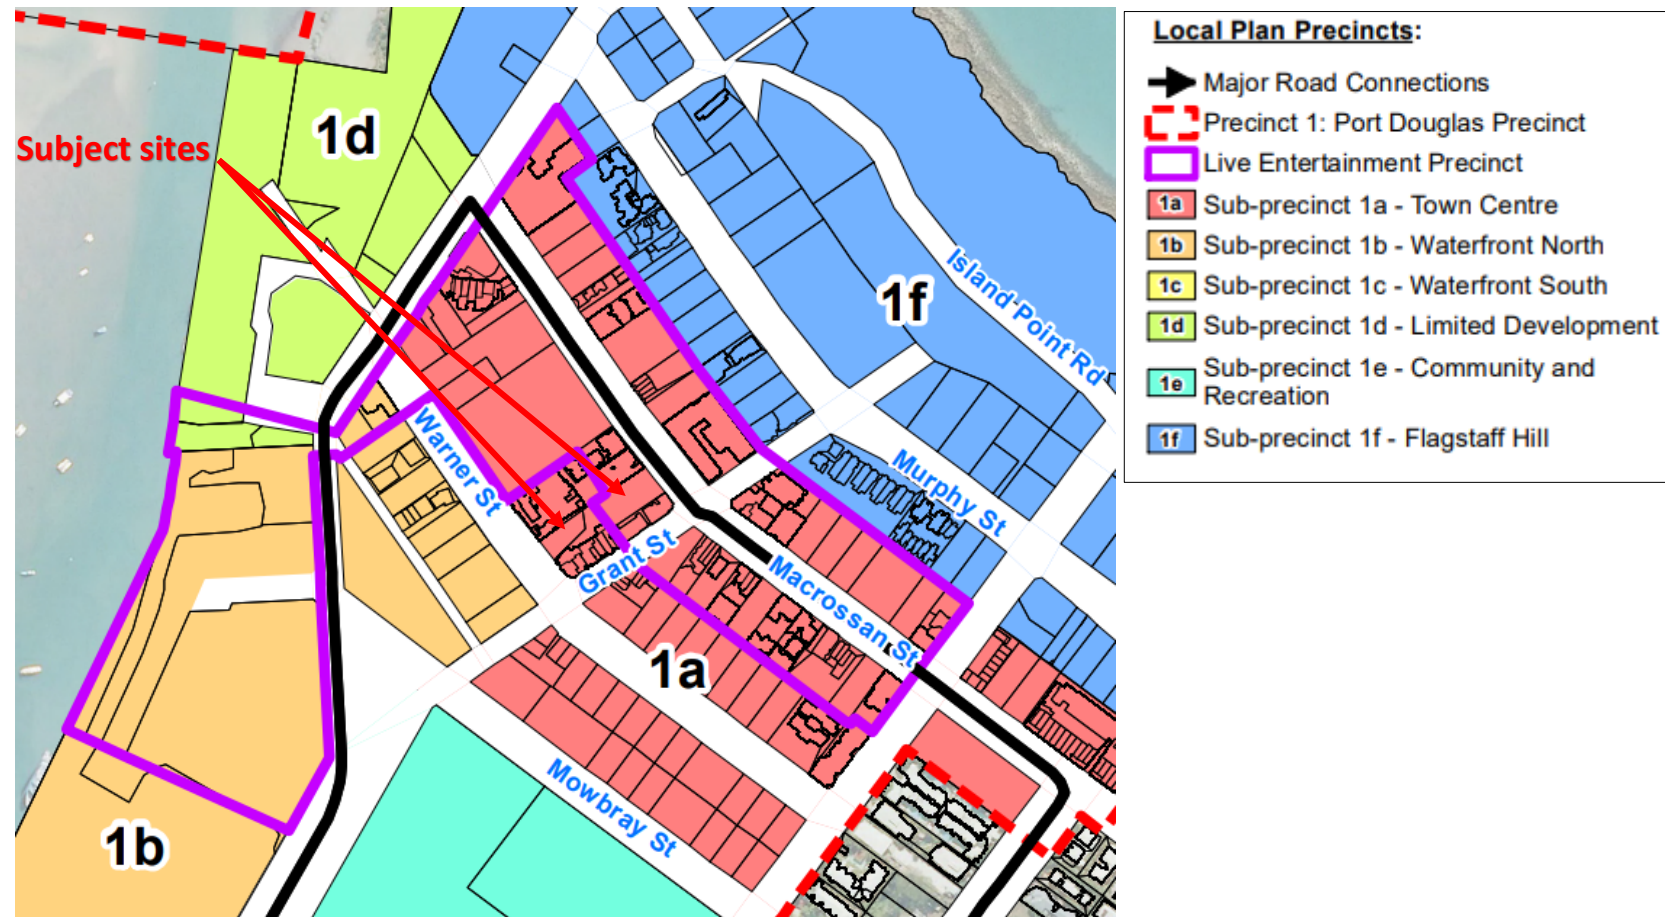 1d
Subject sites
Island Point Rd
1f
Warner St
Murphy St
Grant St
Macrossan St
1a
Mowbray St
1b
Local Plan Precincts:
Major Road Connections
Precinct 1: Port Douglas Precinct
Live Entertainment Precinct
1a Sub-precinct 1a - Town Centre
1b Sub-precinct 1b - Waterfront North
1c Sub-precinct 1c - Waterfront South
1d Sub-precinct 1d - Limited Development
1e Sub-precinct 1e - Community and
Recreation
1f Sub-precinct 1f - Flagstaff Hill